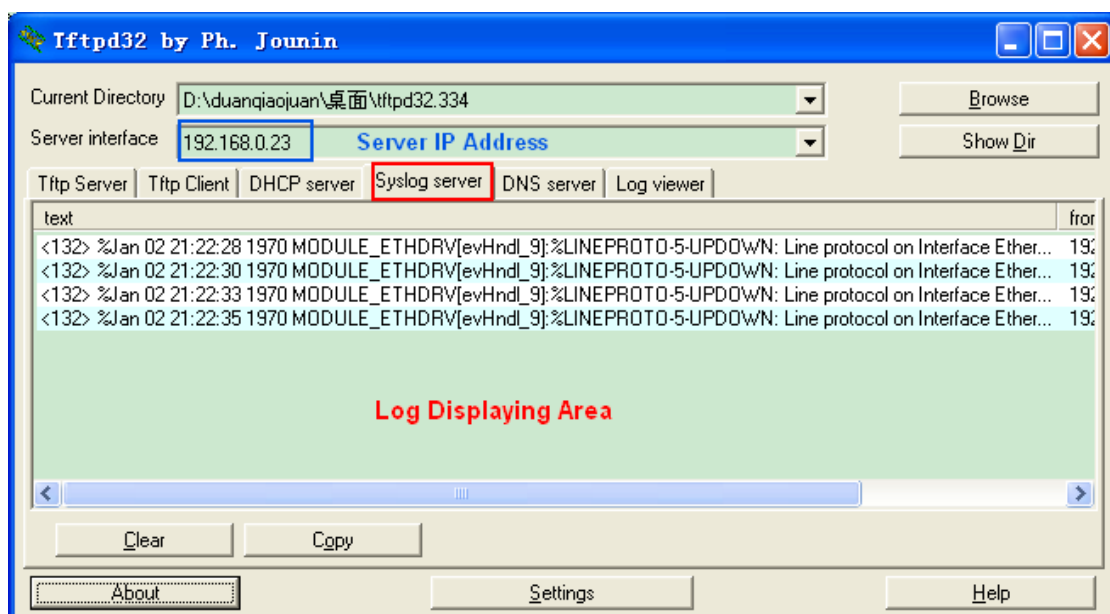 Tftpd32 by Ph. Jounin
Current Directory D:\duanqiaojuan\桌面\tftpd32.334 Browse
Server interface 192.168.0.23 Server IP Address Show Dir
Tftp Server Tftp Client DHCP server Syslog server DNS server Log viewer
text fror
<132> %Jan 02 21:22:28 1970 MODULE_ETHDRV[evHndl_9]:%LINEPROTO-5-UPDOWN: Line protocol on Interface Ether... 192
<132> %Jan 02 21:22:30 1970 MODULE_ETHDRV[evHndl_9]:%LINEPROTO-5-UPDOWN: Line protocol on Interface Ether... 192
<132> %Jan 02 21:22:33 1970 MODULE_ETHDRV[evHndl_9]:%LINEPROTO-5-UPDOWN: Line protocol on Interface Ether... 192
<132> %Jan 02 21:22:35 1970 MODULE_ETHDRV[evHndl_9]:%LINEPROTO-5-UPDOWN: Line protocol on Interface Ether... 192
Log Displaying Area
Clear Copy
About Settings Help